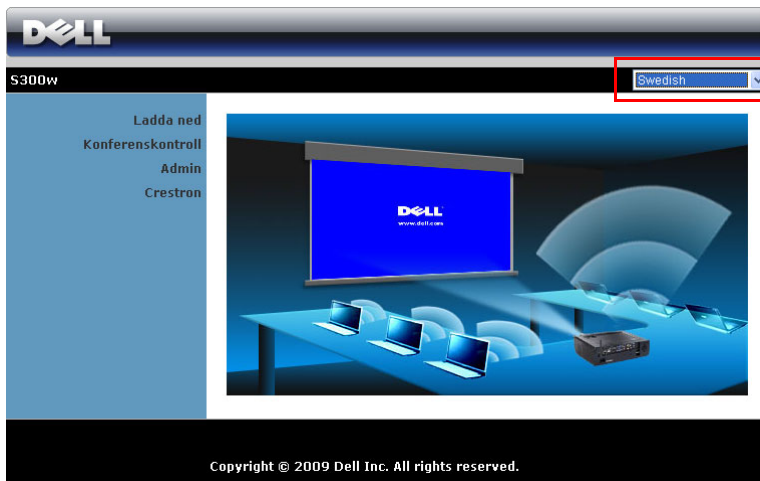 DELL
S300w
Swedish
Ladda ned
Konferenskontroll
Admin
Crestron
DELL
www.dell.com
Copyright © 2009 Dell Inc. All rights reserved.